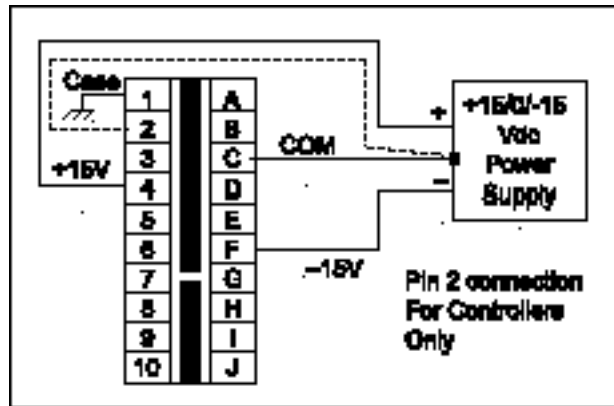 Case
1 A
2 B
3 C
4 D
5 E
6 F
7 G
8 H
9 I
10 J
+15V
COM
–15V
+
–
+15/0/-15
Vdc
Power
Supply
Pin 2 connection
For Controllers
Only